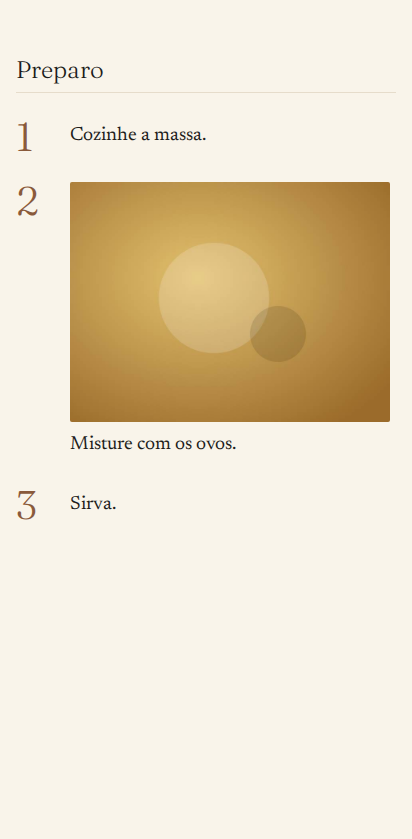 Preparo
1 Cozinhe a massa.
2
Misture com os ovos.
3 Sirva.